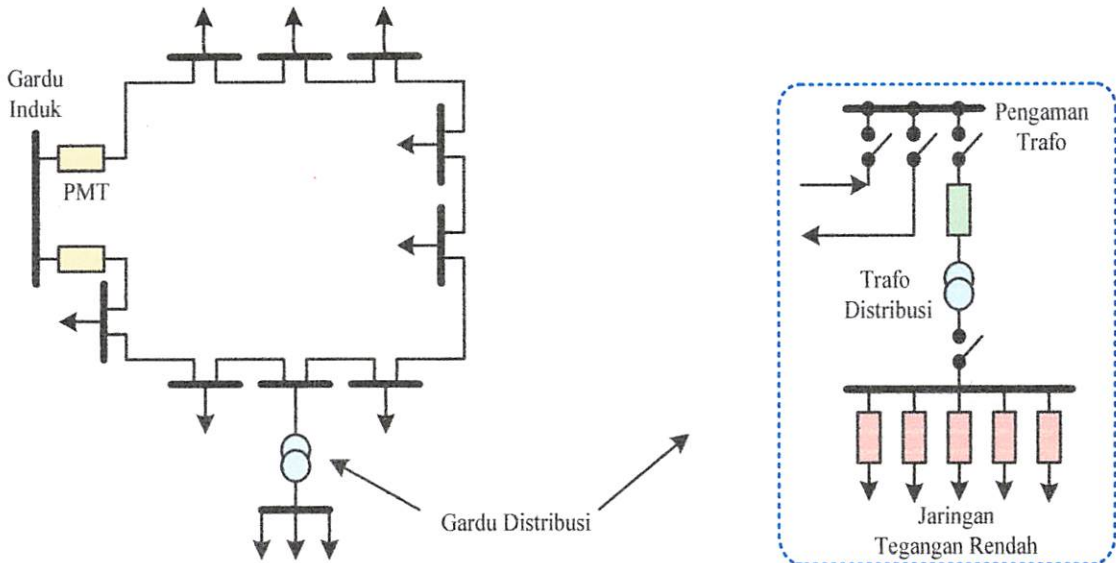 Gardu
Induk
PMT
Gardu Distribusi
Pengaman
Trafo
Trafo
Distribusi
Jaringan
Tegangan Rendah